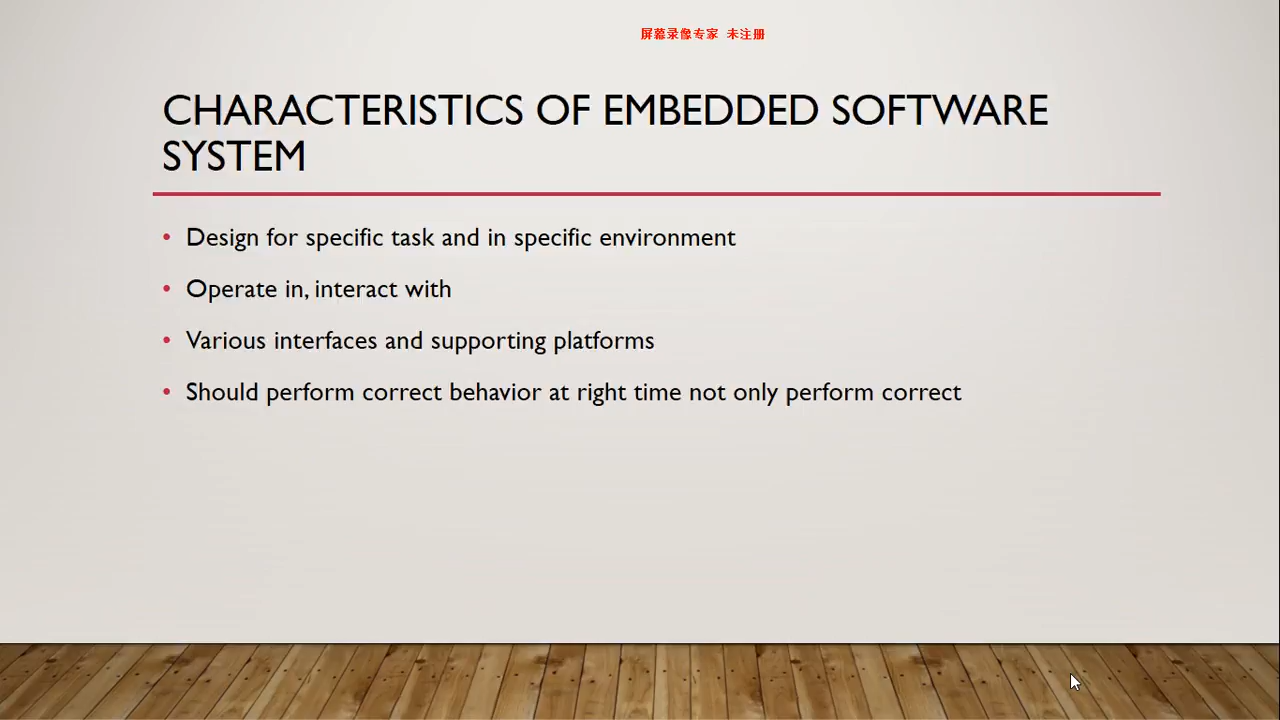 屏幕录像专家 未注册
CHARACTERISTICS OF EMBEDDED SOFTWARE
SYSTEM
• Design for specific task and in specific environment
• Operate in, interact with
• Various interfaces and supporting platforms
• Should perform correct behavior at right time not only perform correct